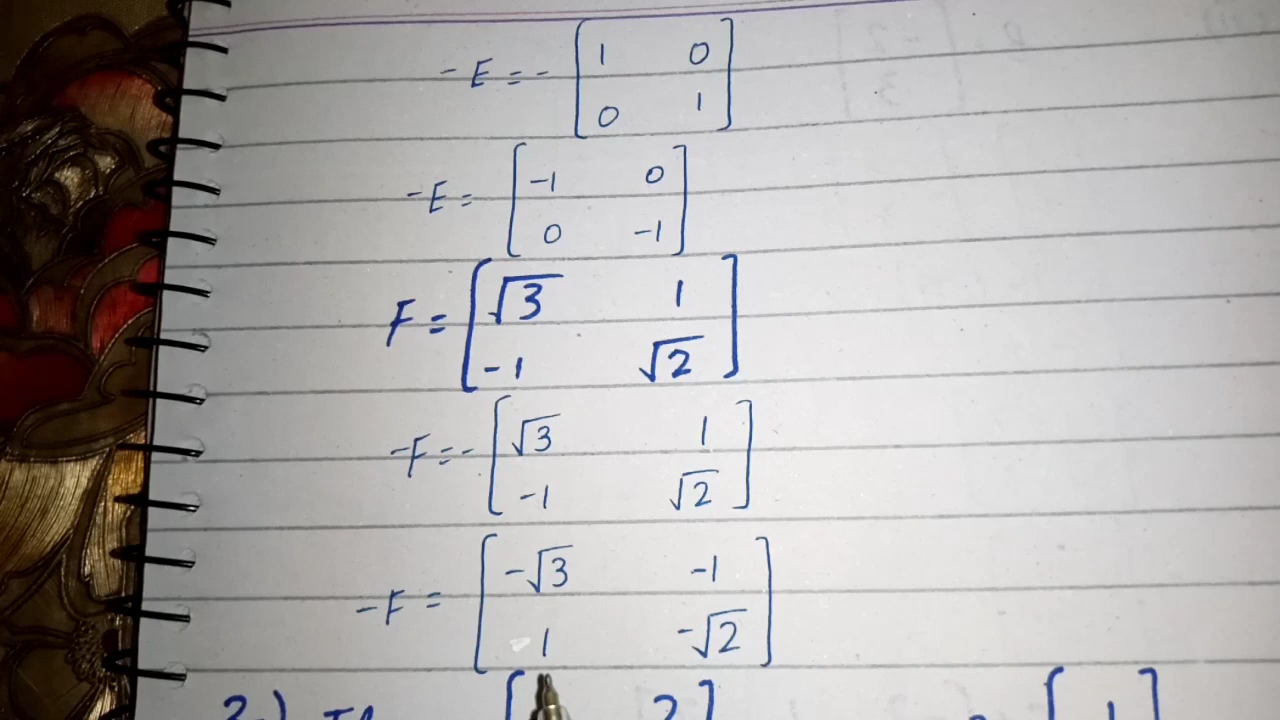 -E = - [ 1 0
0 1 ]
-E = [ -1 0
0 -1 ]
F = [ √3 1
-1 √2 ]
-F = - [ √3 1
-1 √2 ]
-F = [ -√3 -1
1 -√2 ]